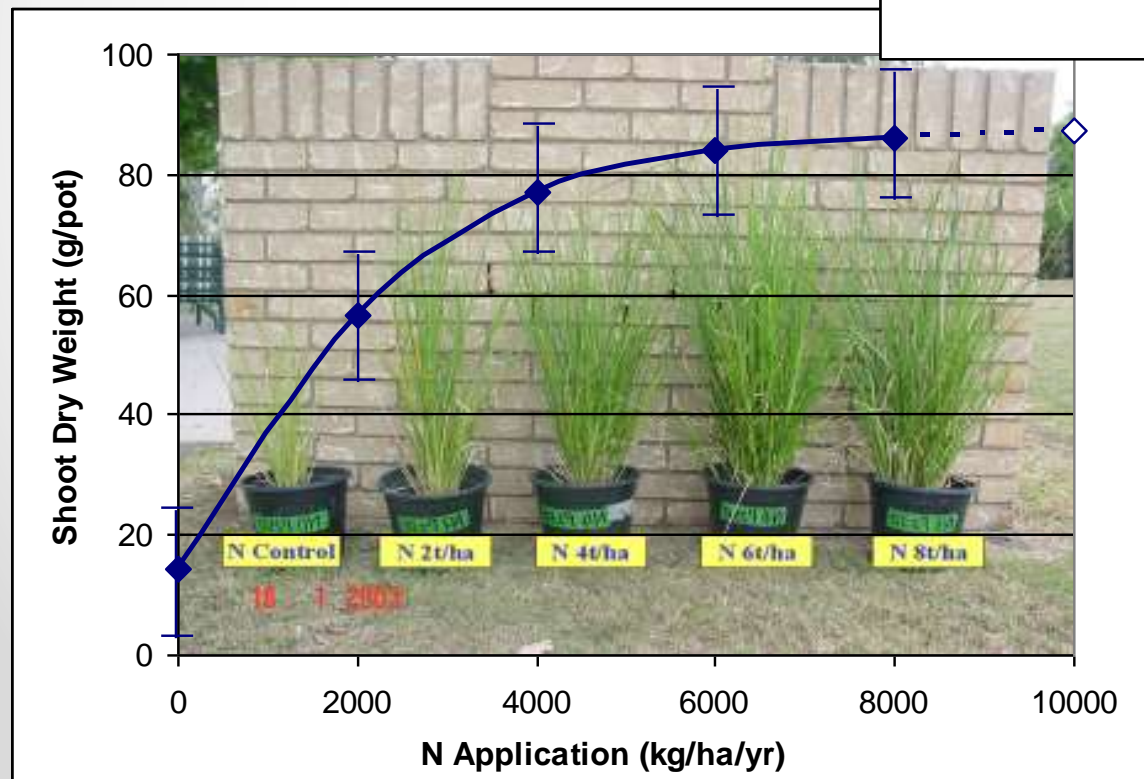 100
80
60
40
20
0
Shoot Dry Weight (g/pot)
N Control
N 2t/ha
N 4t/ha
N 6t/ha
N 8t/ha
0
2000
4000
6000
8000
10000
N Application (kg/ha/yr)